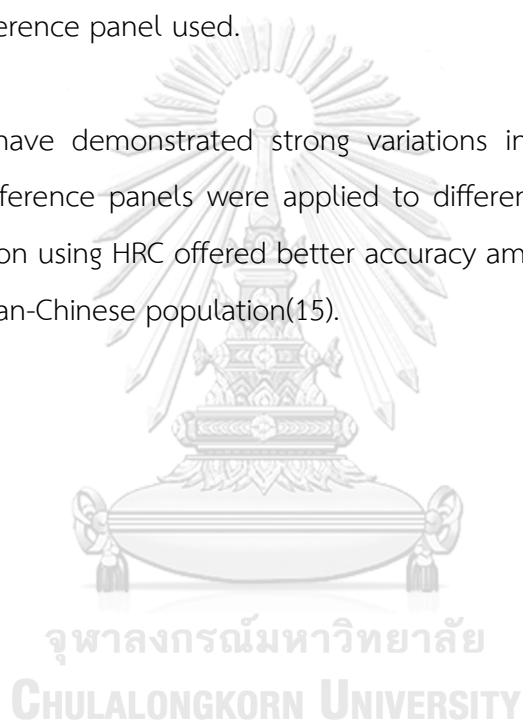 erence panel used.
have demonstrated strong variations in
ference panels were applied to differen
on using HRC offered better accuracy am
an-Chinese population(15).
จุฬาลงกรณ์มหาวิทยาลัย
CHULALONGKORN UNIVERSITY